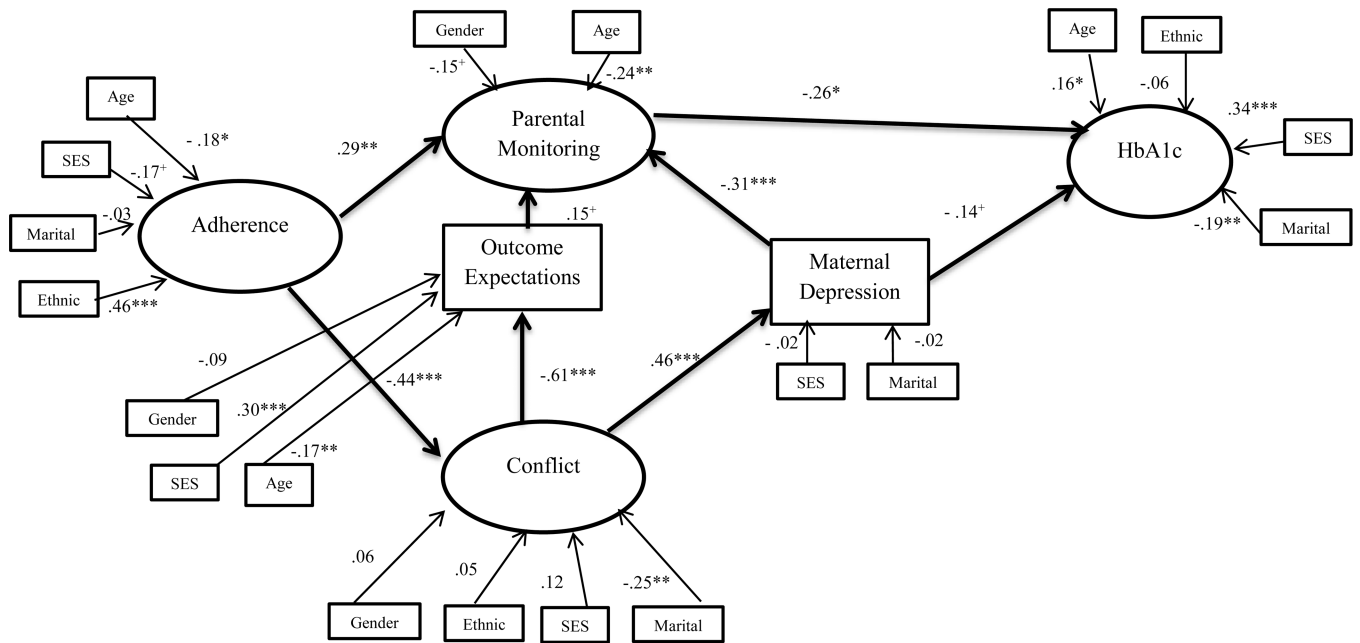 Gender
Age
Age
Ethnic
-.15+
-.24**
-.26*
.16*
-.06
.34***
Age
Parental
Monitoring
HbA1c
SES
- .18*
.29**
SES
-.17+
-.31***
Adherence
-.03
Marital
.15+
- .14+
-.19**
Marital
Outcome
Expectations
Maternal
Depression
Ethnic
.46***
-.09
-.44***
-.61***
.46***
- .02
-.02
SES
Marital
Gender
.30***
-.17**
SES
Age
Conflict
.06
.05
.12
-.25**
Gender
Ethnic
SES
Marital